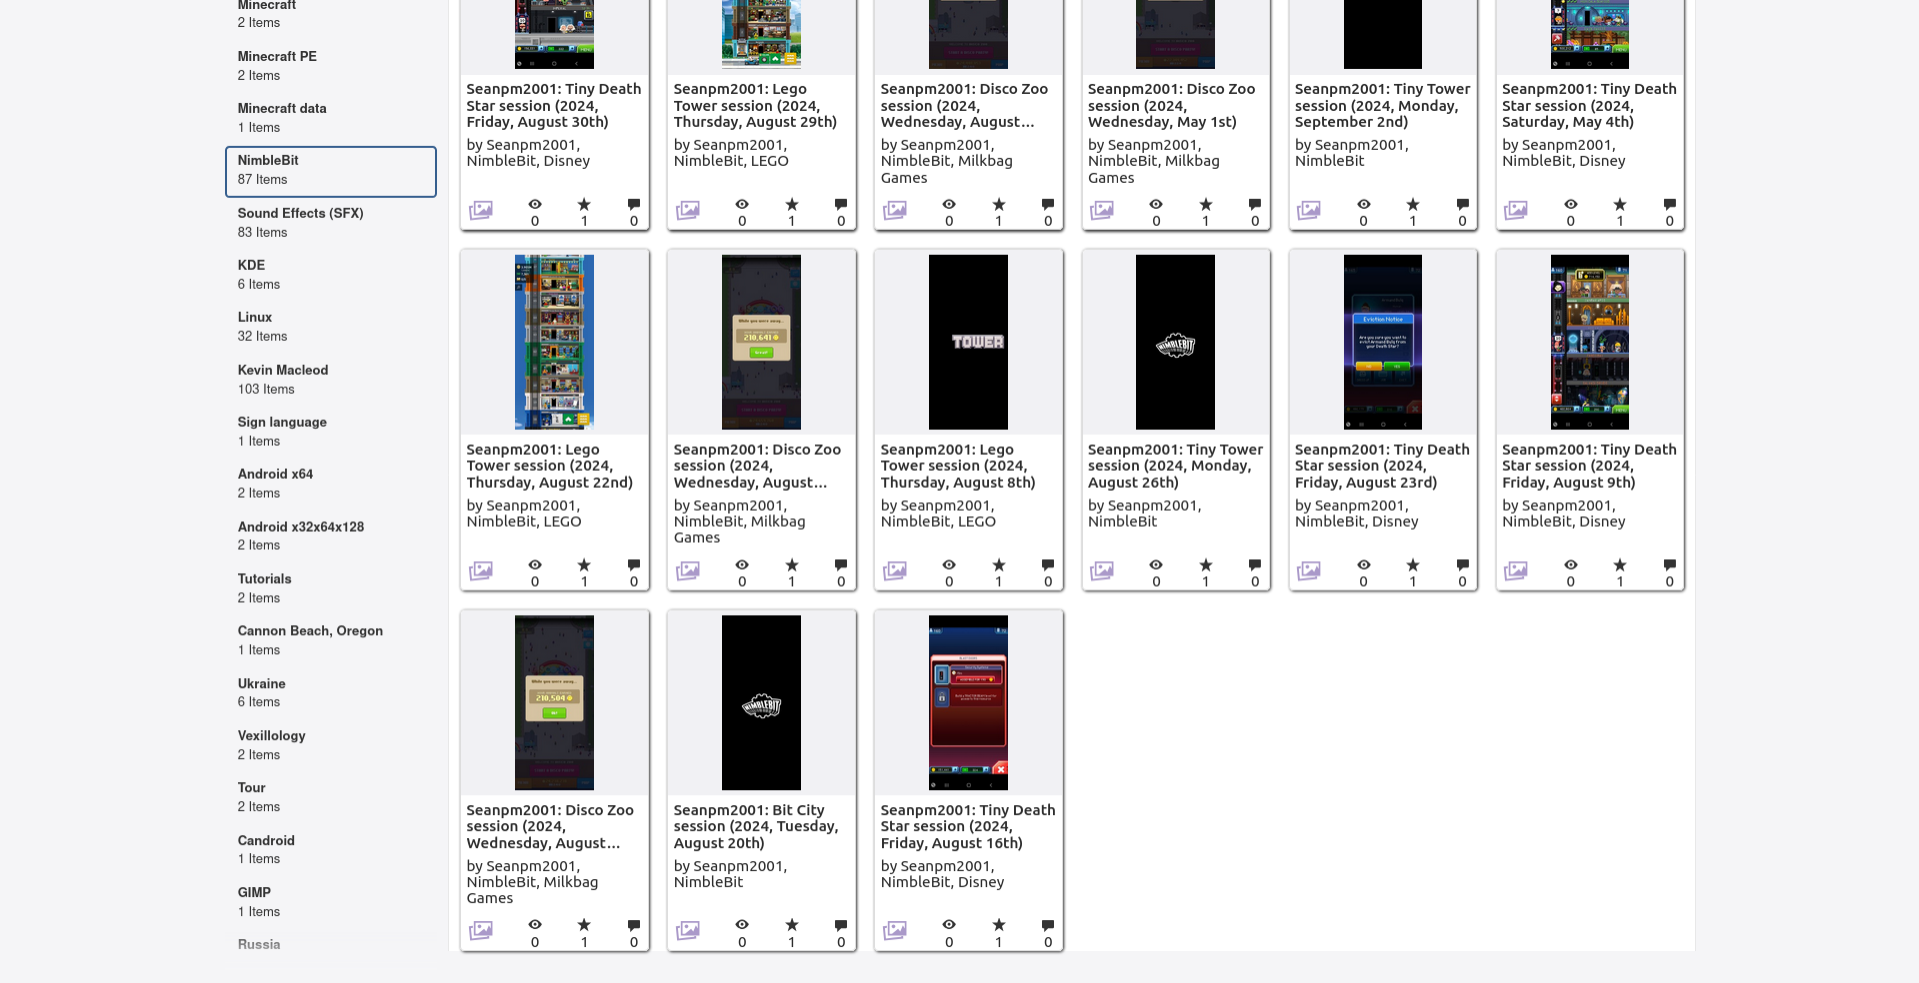 Minecraft
2 Items
Minecraft PE
2 Items
Minecraft data
1 Items
NimbleBit
87 Items
Sound Effects (SFX)
83 Items
KDE
6 Items
Linux
32 Items
Kevin Macleod
103 Items
Sign language
1 Items
Android x64
2 Items
Android x32x64x128
2 Items
Tutorials
2 Items
Cannon Beach, Oregon
1 Items
Ukraine
6 Items
Vexillology
2 Items
Tour
2 Items
Candroid
1 Items
GIMP
1 Items
Russia
Seanpm2001: Tiny Death
Star session (2024,
Friday, August 30th)
by Seanpm2001,
NimbleBit, Disney
0 1 0
Seanpm2001: Lego
Tower session (2024,
Thursday, August 29th)
by Seanpm2001,
NimbleBit, LEGO
0 1 0
Seanpm2001: Disco Zoo
session (2024,
Wednesday, August...
by Seanpm2001,
NimbleBit, Milkbag
Games
0 1 0
Seanpm2001: Disco Zoo
session (2024,
Wednesday, May 1st)
by Seanpm2001,
NimbleBit, Milkbag
Games
0 1 0
Seanpm2001: Tiny Tower
session (2024, Monday,
September 2nd)
by Seanpm2001,
NimbleBit
0 1 0
Seanpm2001: Tiny Death
Star session (2024,
Saturday, May 4th)
by Seanpm2001,
NimbleBit, Disney
0 1 0
Seanpm2001: Lego
Tower session (2024,
Thursday, August 22nd)
by Seanpm2001,
NimbleBit, LEGO
0 1 0
While you were away...
210,641
Seanpm2001: Disco Zoo
session (2024,
Wednesday, August...
by Seanpm2001,
NimbleBit, Milkbag
Games
0 1 0
TOWER
Seanpm2001: Lego
Tower session (2024,
Thursday, August 8th)
by Seanpm2001,
NimbleBit, LEGO
0 1 0
NIMBLEBIT
Seanpm2001: Tiny Tower
session (2024, Monday,
August 26th)
by Seanpm2001,
NimbleBit
0 1 0
Eviction Notice
Seanpm2001: Tiny Death
Star session (2024,
Friday, August 23rd)
by Seanpm2001,
NimbleBit, Disney
0 1 0
Seanpm2001: Tiny Death
Star session (2024,
Friday, August 9th)
by Seanpm2001,
NimbleBit, Disney
0 1 0
While you were away...
210,504
Seanpm2001: Disco Zoo
session (2024,
Wednesday, August...
by Seanpm2001,
NimbleBit, Milkbag
Games
0 1 0
NIMBLEBIT
Seanpm2001: Bit City
session (2024, Tuesday,
August 20th)
by Seanpm2001,
NimbleBit
0 1 0
Seanpm2001: Tiny Death
Star session (2024,
Friday, August 16th)
by Seanpm2001,
NimbleBit, Disney
0 1 0